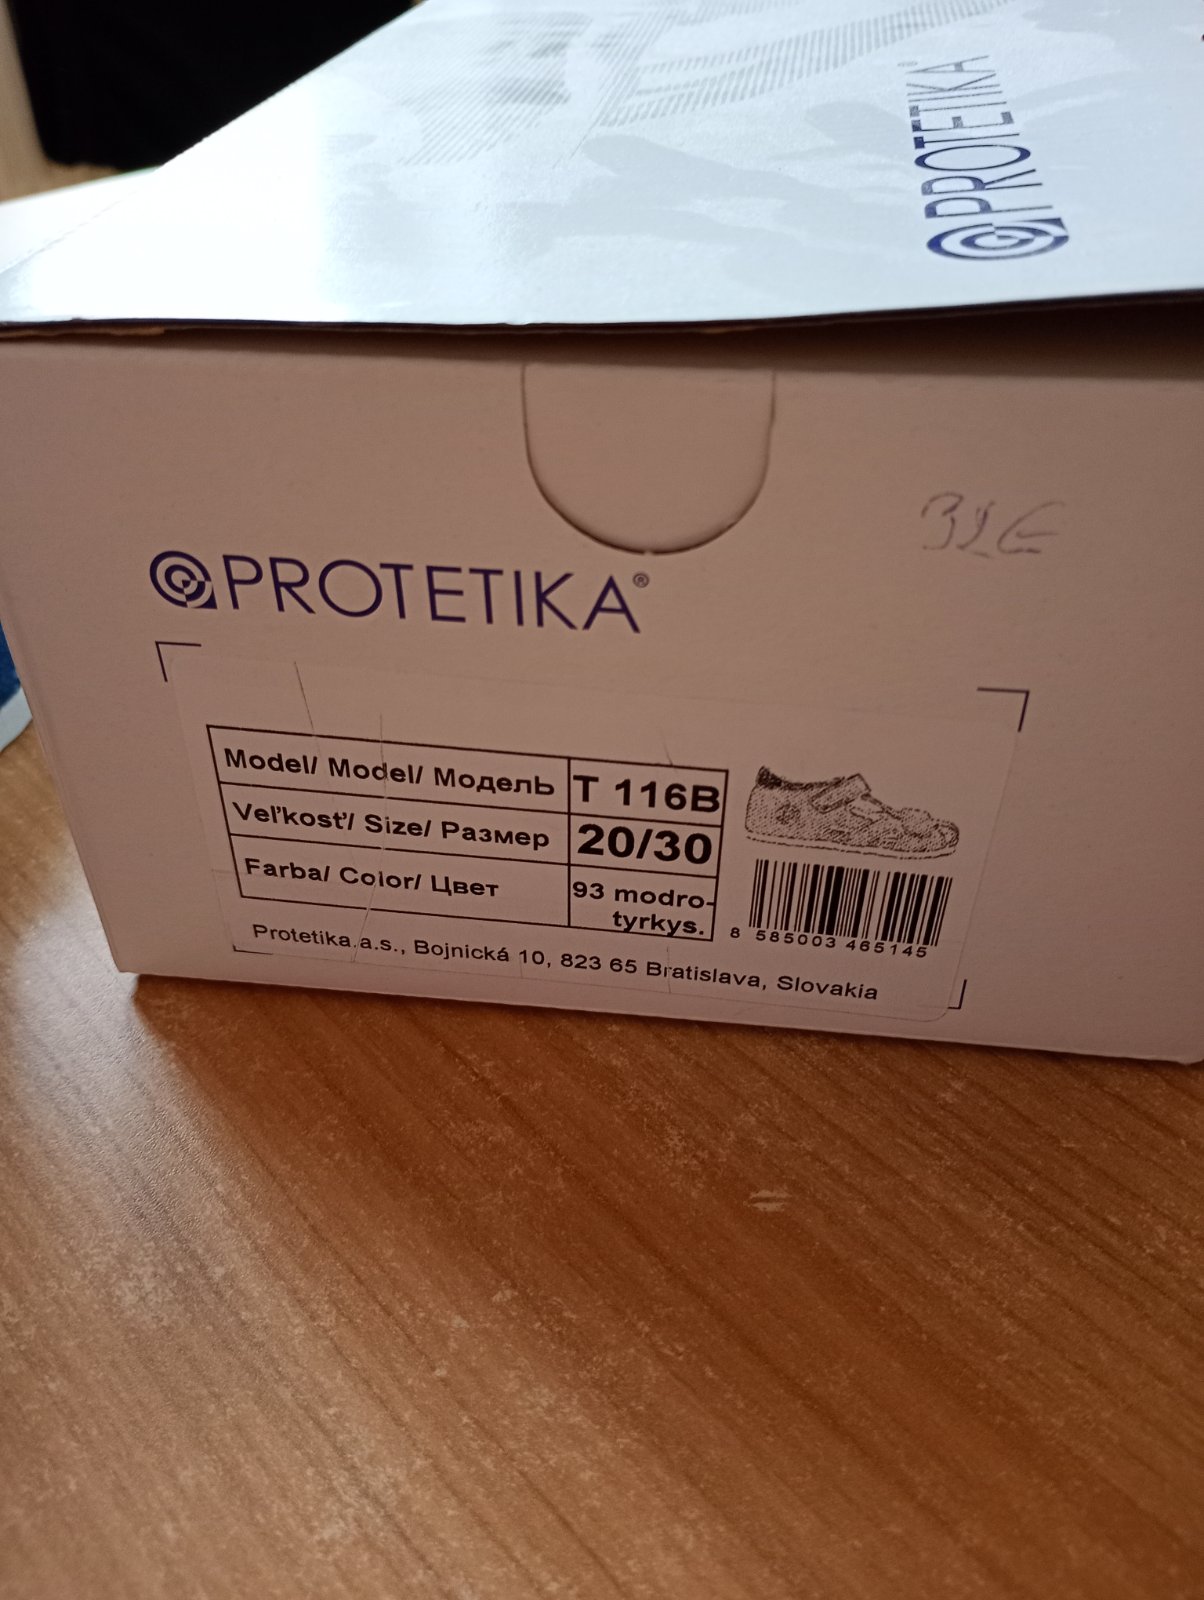 PROTETIKA®
32€
PROTETIKA®
Model/ Model/ Модель T 116B
Veľkosť/ Size/ Размер 20/30
Farba/ Color/ Цвет 93 modro-
tyrkys.
8 585003 465145
Protetika.a.s., Bojnická 10, 823 65 Bratislava, Slovakia